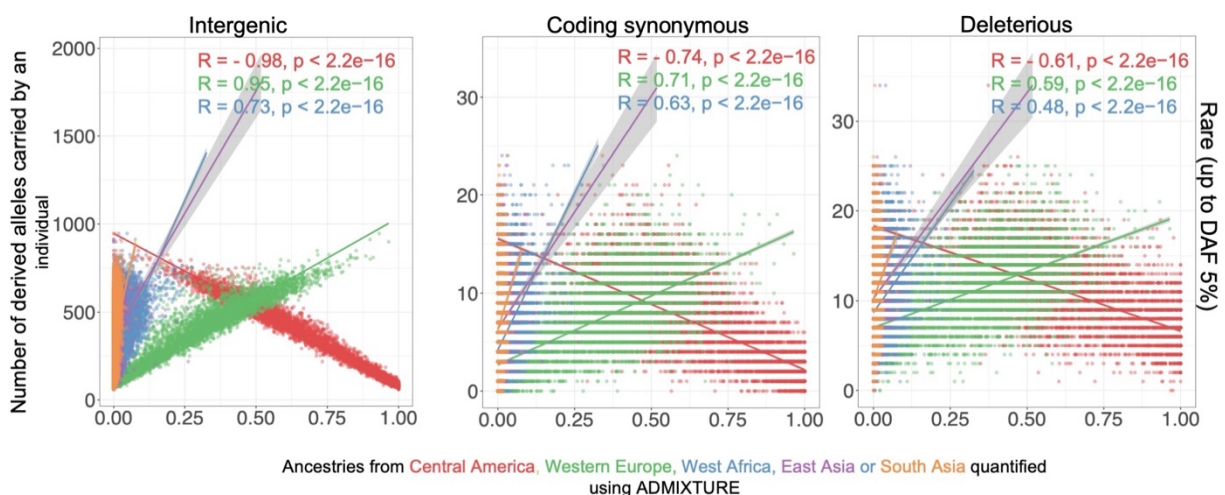 Intergenic
Coding synonymous
Deleterious
Number of derived alleles carried by an
individual
2000
1500
1000
500
0
R = - 0.98, p < 2.2e-16
R = 0.95, p < 2.2e-16
R = 0.73, p < 2.2e-16
0.00 0.25 0.50 0.75 1.00
30
20
10
0
R = - 0.74, p < 2.2e-16
R = 0.71, p < 2.2e-16
R = 0.63, p < 2.2e-16
0.00 0.25 0.50 0.75 1.00
30
20
10
0
R = - 0.61, p < 2.2e-16
R = 0.59, p < 2.2e-16
R = 0.48, p < 2.2e-16
0.00 0.25 0.50 0.75 1.00
Rare (up to DAF 5%)
Ancestries from Central America, Western Europe, West Africa, East Asia or South Asia quantified
using ADMIXTURE